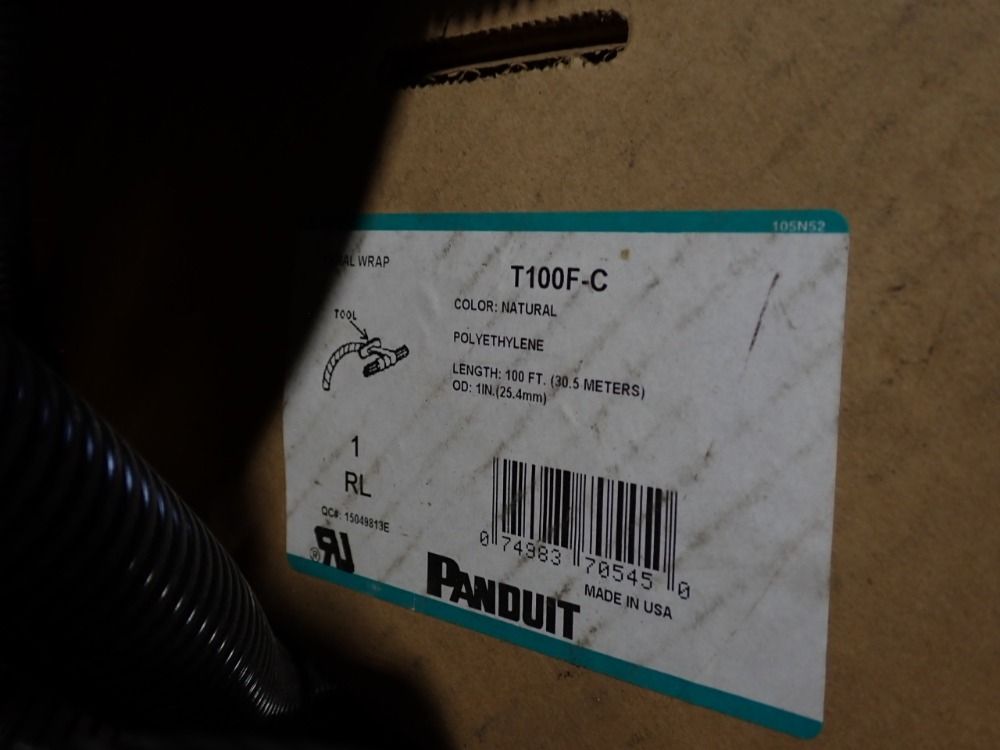 105N52
WRAP
T100F-C
COLOR: NATURAL
TOOL
POLYETHYLENE
LENGTH: 100 FT. (30.5 METERS)
OD: 1IN.(25.4mm)
1
RL
QC#: 15049813E
0 74983 70545 0
MADE IN USA
PANDUIT